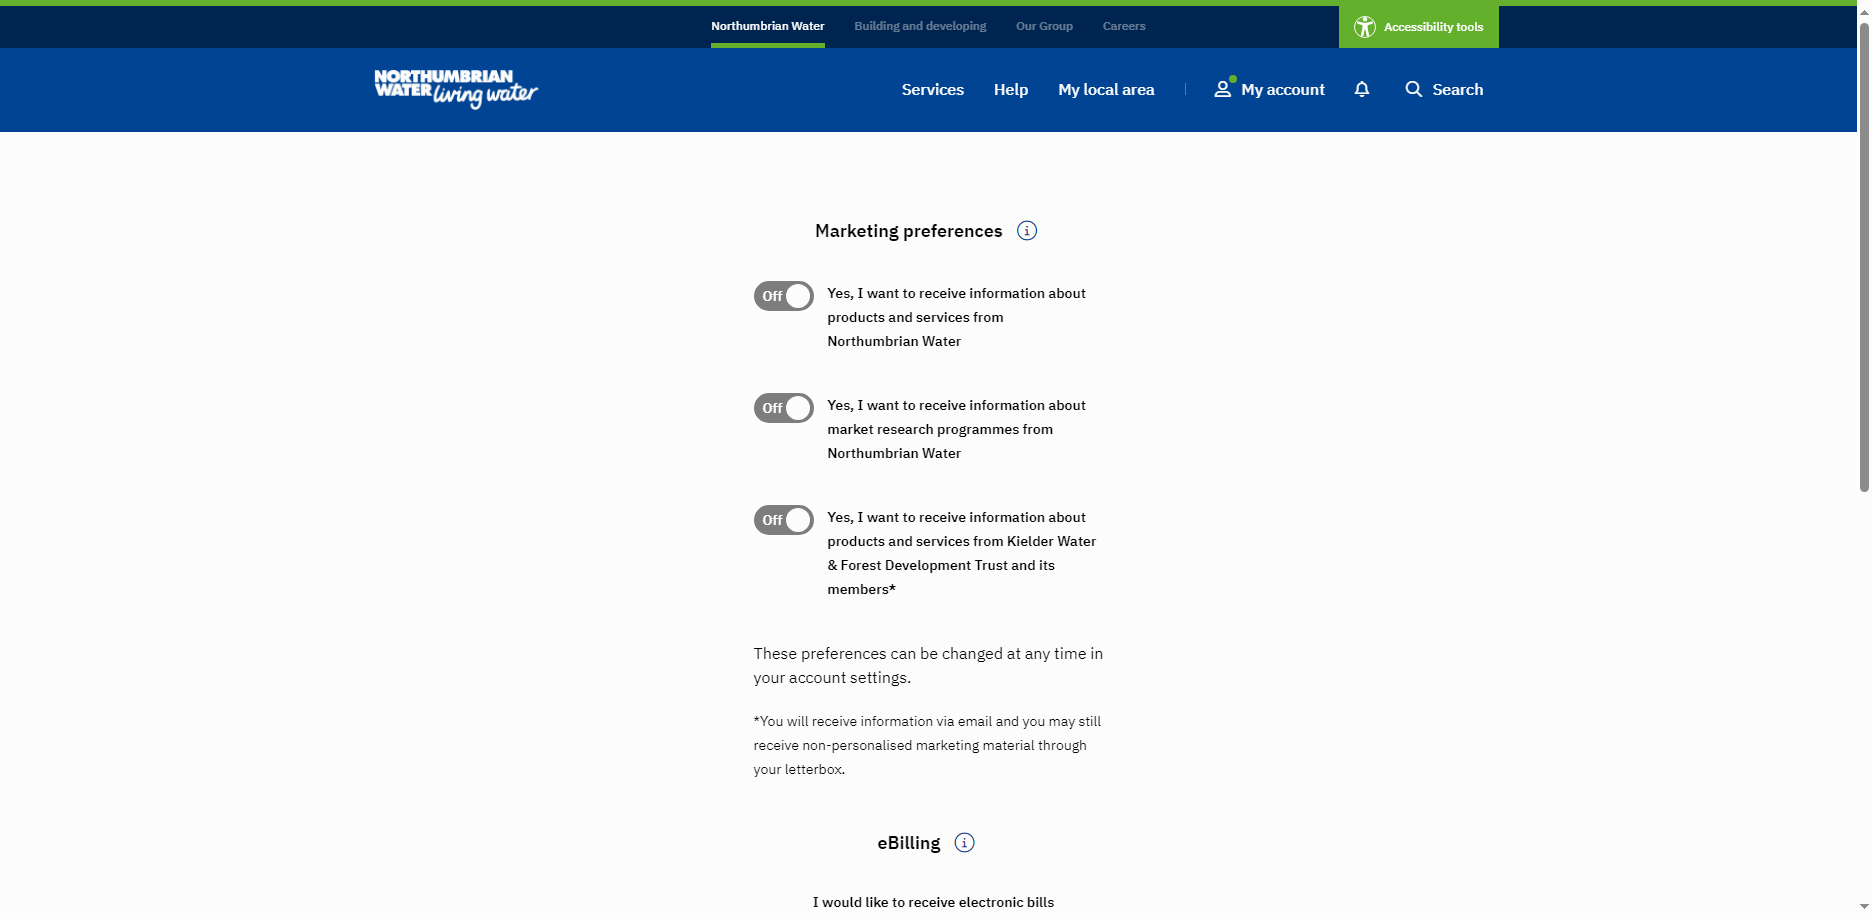 Northumbrian Water
Building and developing
Our Group
Careers
Accessibility tools
NORTHUMBRIAN
WATER living water
Services
Help
My local area
My account
Search
Marketing preferences
Off
Yes, I want to receive information about
products and services from
Northumbrian Water
Off
Yes, I want to receive information about
market research programmes from
Northumbrian Water
Off
Yes, I want to receive information about
products and services from Kielder Water
& Forest Development Trust and its
members*
These preferences can be changed at any time in
your account settings.
*You will receive information via email and you may still
receive non-personalised marketing material through
your letterbox.
eBilling
I would like to receive electronic bills